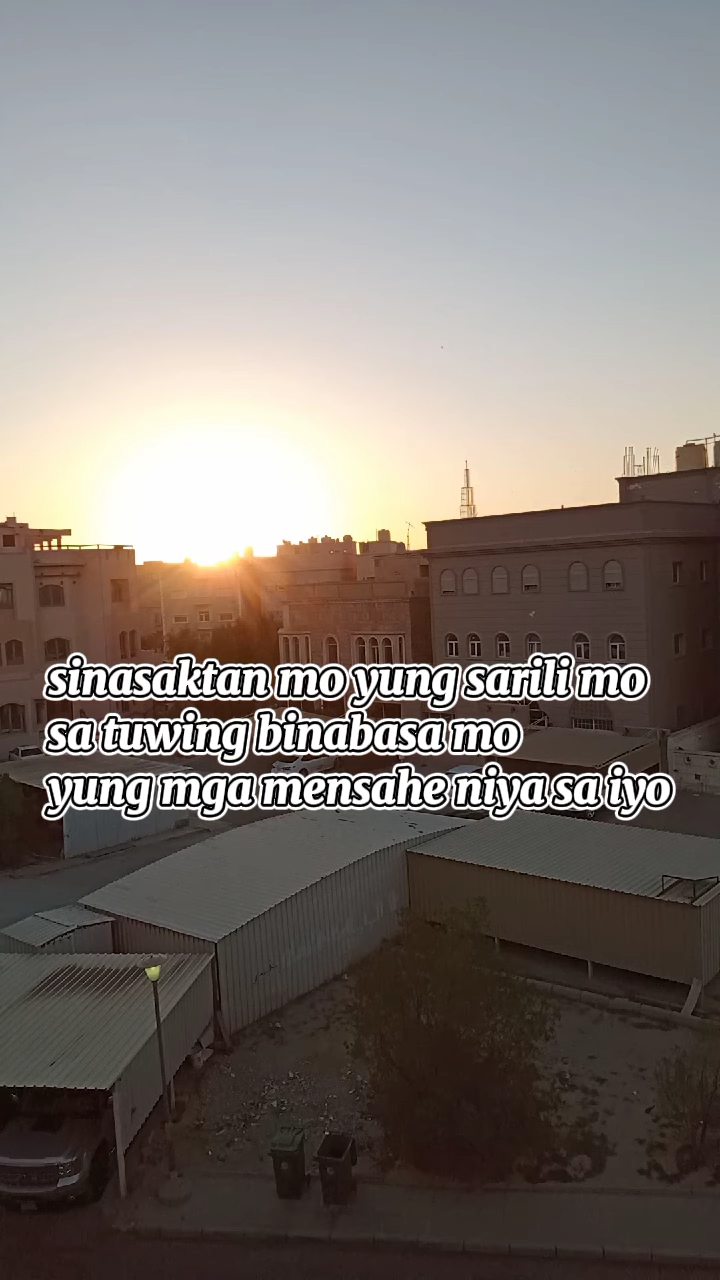 sinasaktan mo yung sarili mo
sa tuwing binabasa mo
yung mga mensahe niya sa iyo